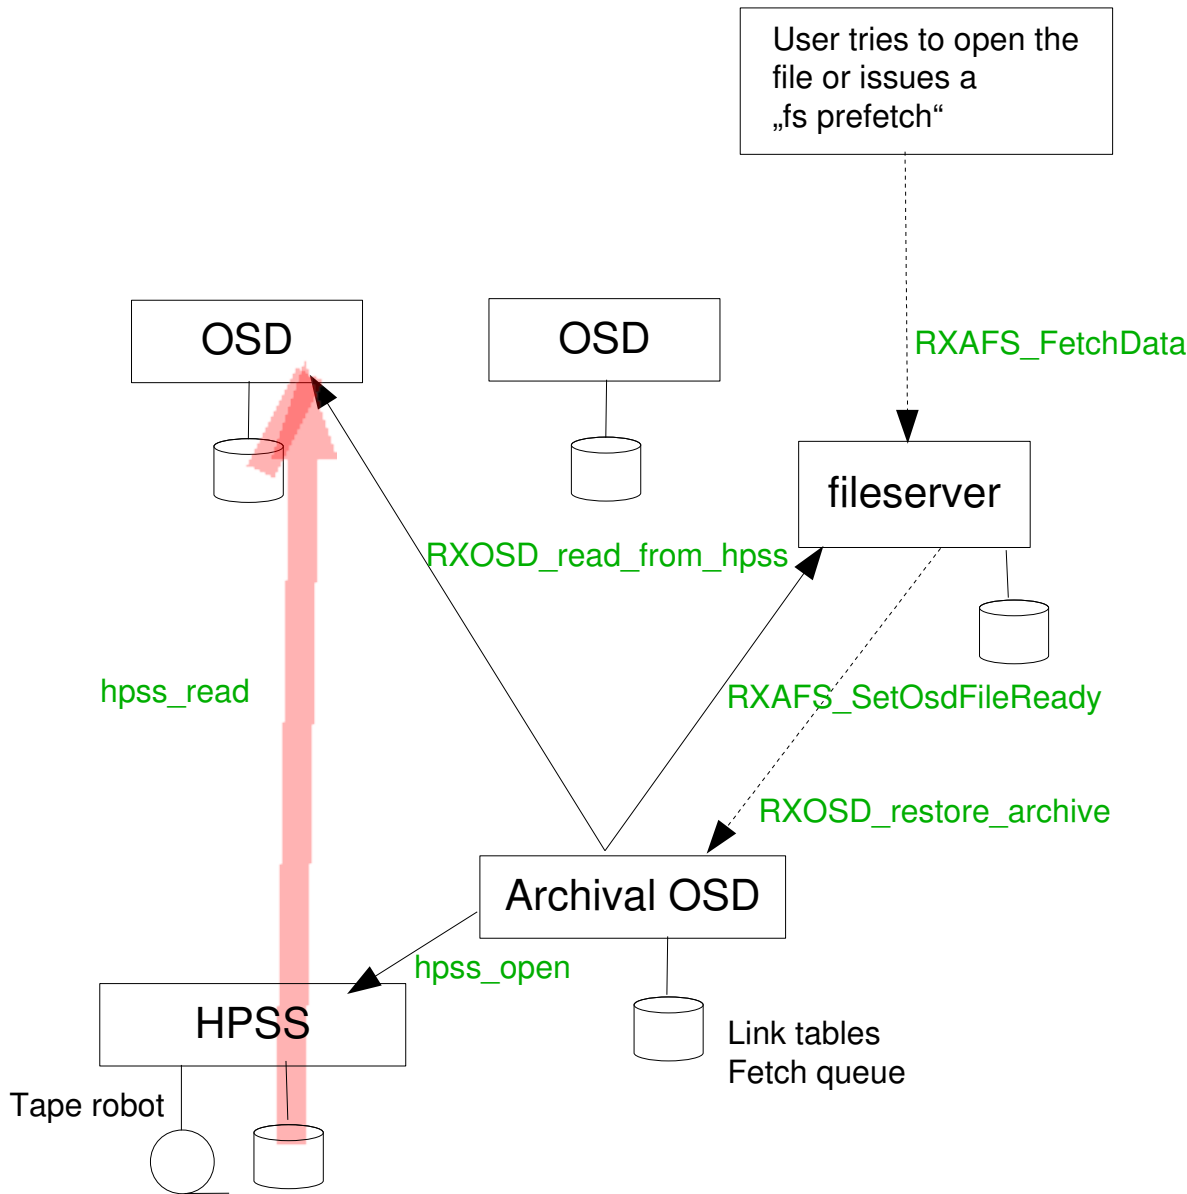 User tries to open the
file or issues a
„fs prefetch“
OSD
OSD
RXAFS_FetchData
fileserver
RXOSD_read_from_hpss
hpss_read
RXAFS_SetOsdFileReady
RXOSD_restore_archive
Archival OSD
hpss_open
HPSS
Link tables
Fetch queue
Tape robot